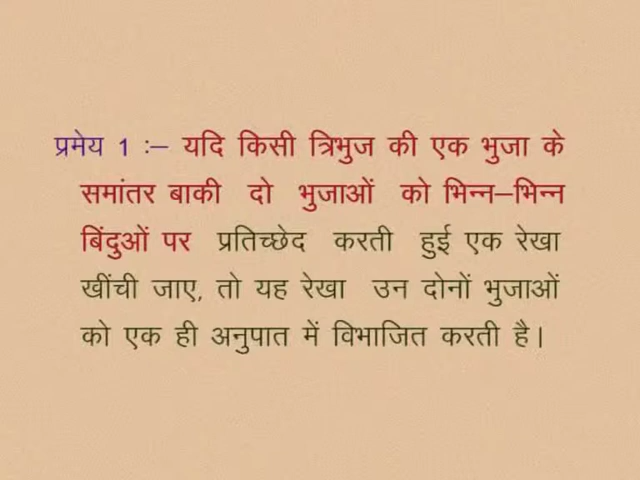 प्रमेय 1 :– यदि किसी त्रिभुज की एक भुजा के
समांतर बाकी दो भुजाओं को भिन्न–भिन्न
बिंदुओं पर प्रतिच्छेद करती हुई एक रेखा
खींची जाए, तो यह रेखा उन दोनों भुजाओं
को एक ही अनुपात में विभाजित करती है।